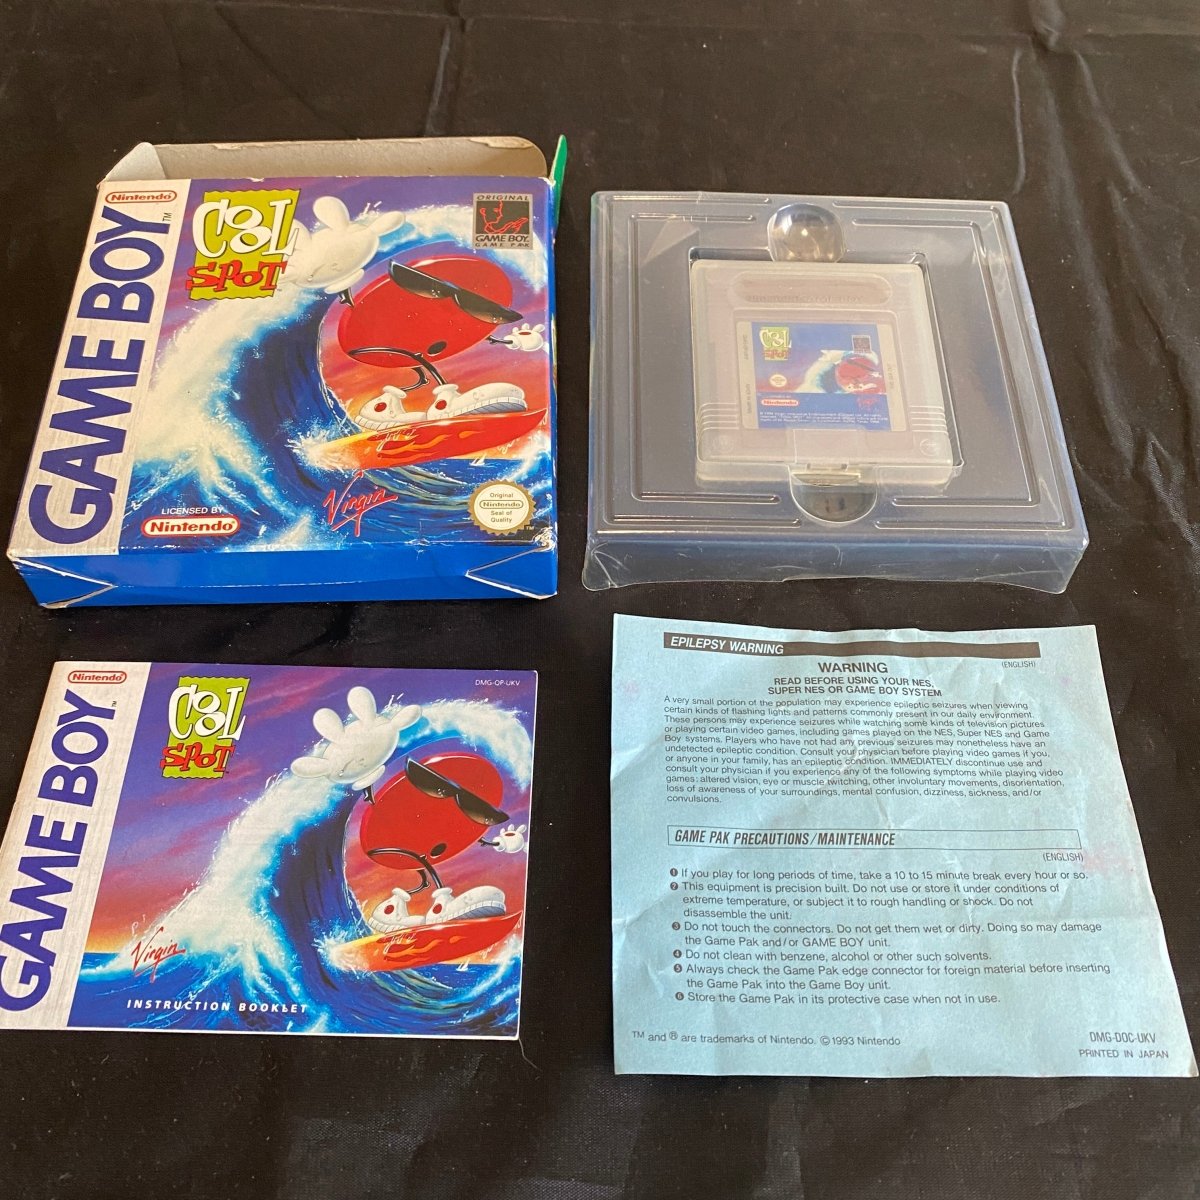 Nintendo
GAME BOY
TM
COOL
SPOT
ORIGINAL
GAME BOY
GAME PAK
LICENSED BY
Nintendo
Virgin
Original
Nintendo
Seal of
Quality
COOL
SPOT
Nintendo
Nintendo
GAME BOY
TM
COOL
SPOT
DMG-QP-UKV
Virgin
INSTRUCTION BOOKLET
EPILEPSY WARNING
WARNING
(ENGLISH)
READ BEFORE USING YOUR NES,
SUPER NES OR GAME BOY SYSTEM
A very small portion of the population may experience epileptic seizures when viewing
certain kinds of flashing lights and patterns commonly present in our daily environment.
These persons may experience seizures while watching some kinds of television pictures
or playing certain video games, including games played on the NES, Super NES and Game
Boy systems. Players who have not had any previous seizures may nonetheless have an
undetected epileptic condition. Consult your physician before playing video games if you,
or anyone in your family, has an epileptic condition. IMMEDIATELY discontinue use and
consult your physician if you experience any of the following symptoms while playing video
games: altered vision, eye or muscle twitching, other involuntary movements, disorientation,
loss of awareness of your surroundings, mental confusion, dizziness, sickness, and/or
convulsions.
GAME PAK PRECAUTIONS/MAINTENANCE
(ENGLISH)
❶ If you play for long periods of time, take a 10 to 15 minute break every hour or so.
❷ This equipment is precision built. Do not use or store it under conditions of
extreme temperature, or subject it to rough handling or shock. Do not
disassemble the unit.
❸ Do not touch the connectors. Do not get them wet or dirty. Doing so may damage
the Game Pak and/or GAME BOY unit.
❹ Do not clean with benzene, alcohol or other such solvents.
❺ Always check the Game Pak edge connector for foreign material before inserting
the Game Pak into the Game Boy unit.
❻ Store the Game Pak in its protective case when not in use.
TM and ® are trademarks of Nintendo. © 1993 Nintendo
DMG-DOC-UKV
PRINTED IN JAPAN